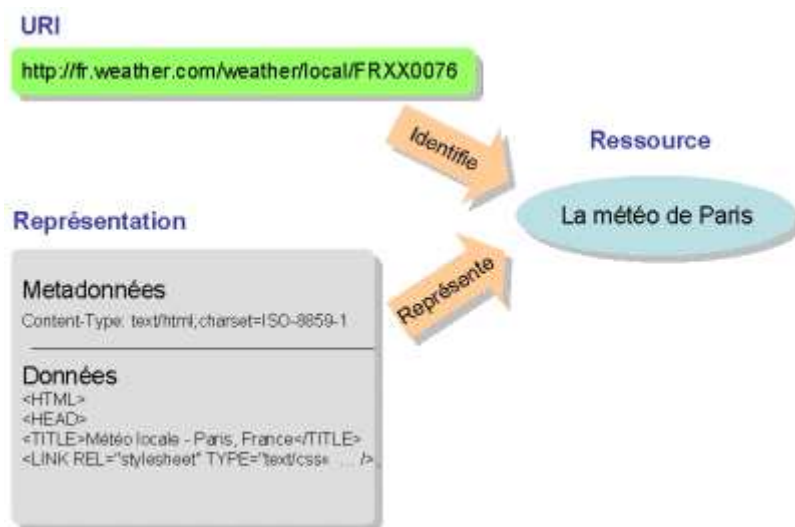 URI
http://fr.weather.com/weather/local/FRXX0076
Identifie
Ressource
La météo de Paris
Représentation
Représente
Metadonnées
Content-Type: text/html;charset=ISO-8859-1
Données
<HTML>
<HEAD>
<TITLE>Météo locale - Paris, France</TITLE>
<LINK REL="stylesheet" TYPE="text/css« … />